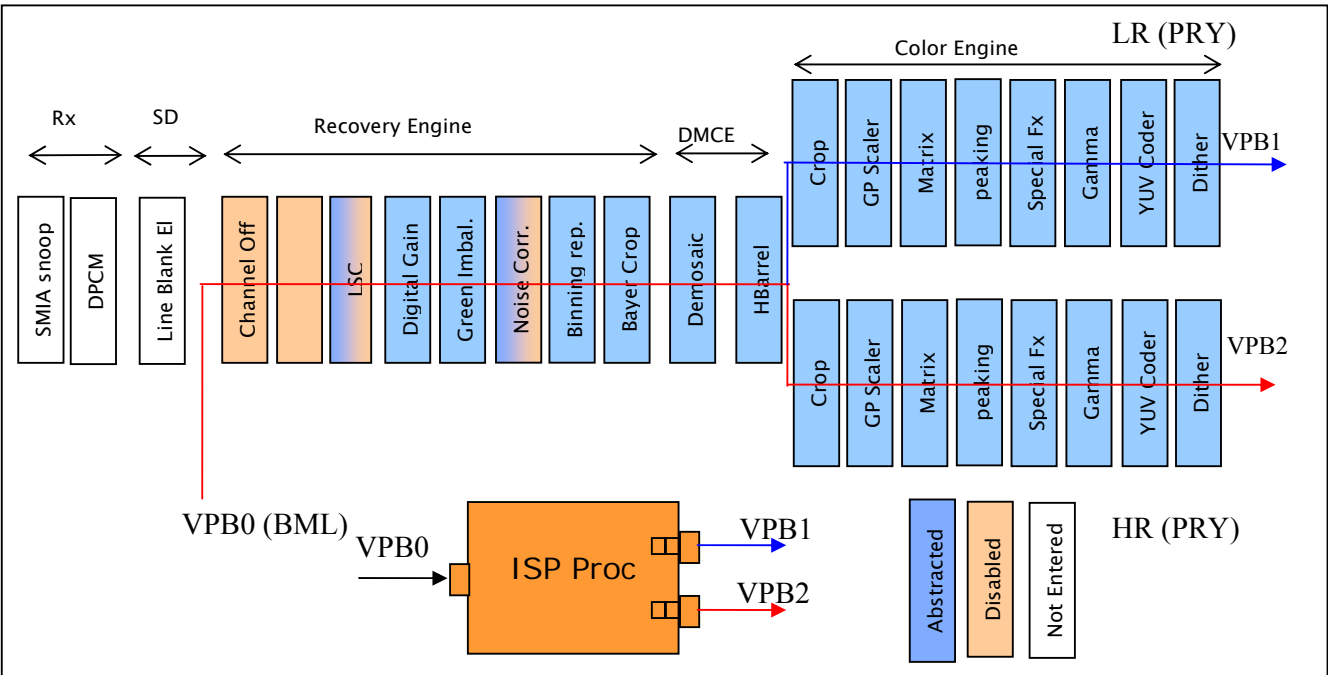 Color Engine
LR (PRY)
Rx
SD
Recovery Engine
DMCE
VPB1
Crop
GP Scaler
Matrix
peaking
Special Fx
Gamma
YUV Coder
Dither
SMIA snoop
DPCM
Line Blank El
Channel Off
LSC
Digital Gain
Green Imbal.
Noise Corr.
Binning rep.
Bayer Crop
Demosaic
HBarrel
VPB2
Crop
GP Scaler
Matrix
peaking
Special Fx
Gamma
YUV Coder
Dither
VPB0 (BML)
VPB0
ISP Proc
VPB1
VPB2
HR (PRY)
Abstracted
Disabled
Not Entered